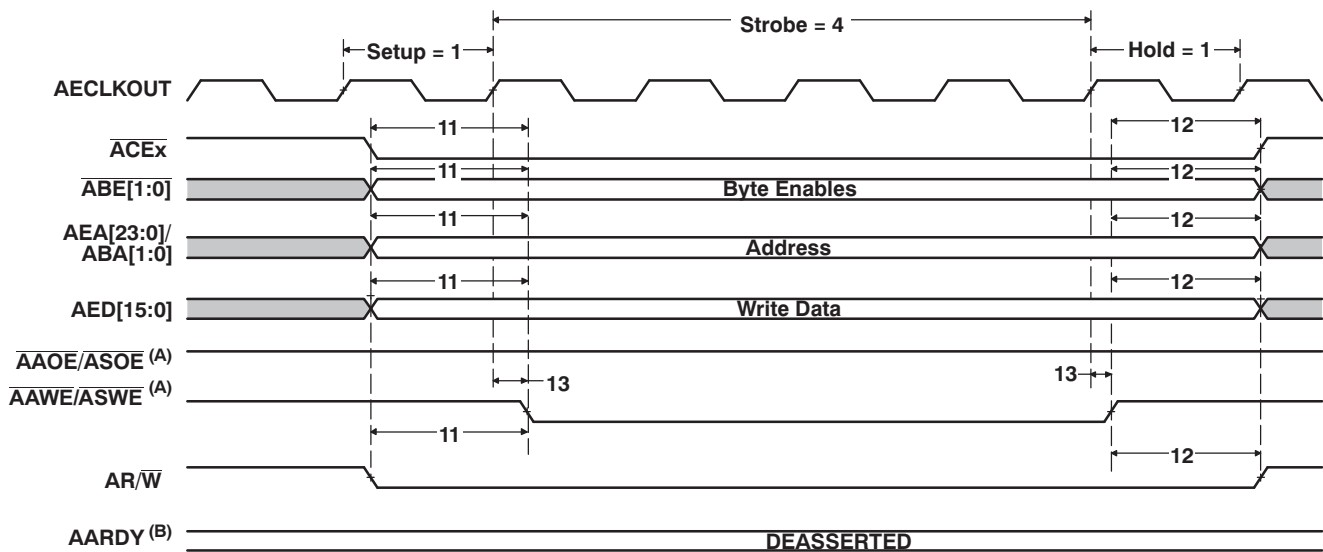 Strobe = 4
Setup = 1
Hold = 1
AECLKOUT
11
12
ACEx
11
12
ABE[1:0]
Byte Enables
11
12
AEA[23:0]/
ABA[1:0]
Address
11
12
AED[15:0]
Write Data
AAOE/ASOE (A)
13
13
AAWE/ASWE (A)
11
12
AR/W
AARDY (B)
DEASSERTED